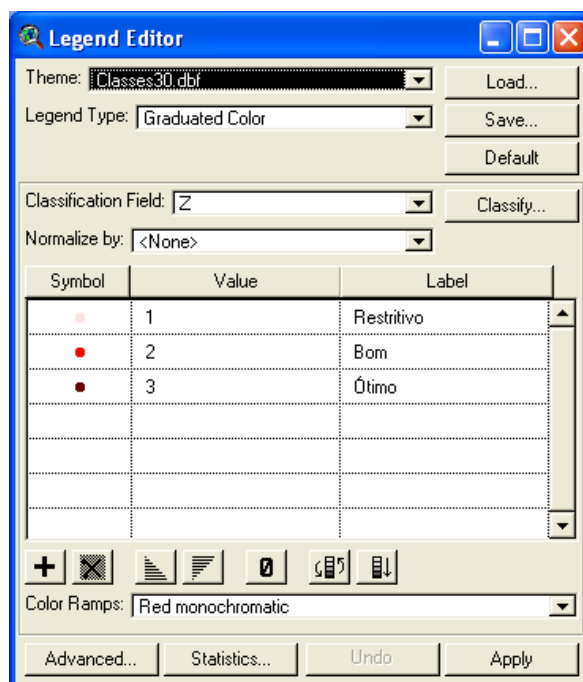 Legend Editor
Theme: Classes30.dbf
Load...
Legend Type: Graduated Color
Save...
Default
Classification Field: Z
Classify...
Normalize by: <None>
Symbol Value Label
1 Restritivo
2 Bom
3 Ótimo
0
Color Ramps: Red monochromatic
Advanced... Statistics... Undo Apply